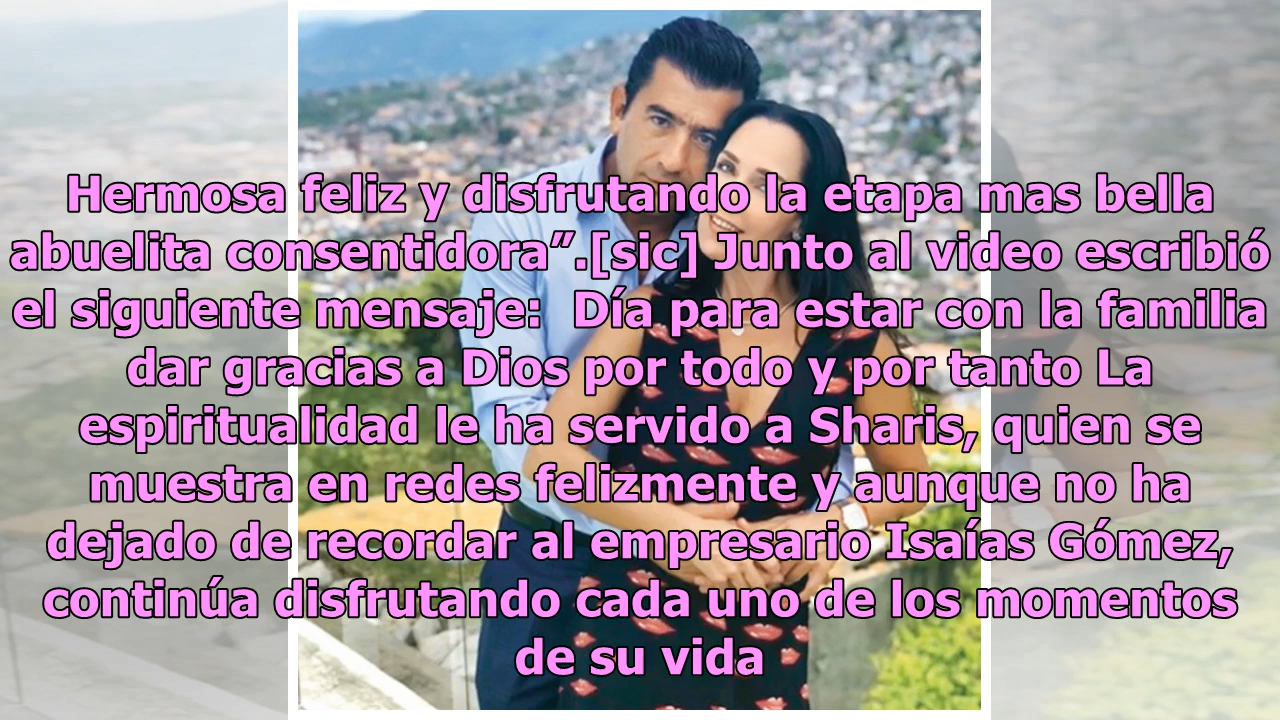 Hermosa feliz y disfrutando la etapa mas bella
abuelita consentidora”.[sic] Junto al video escribió
el siguiente mensaje:  Día para estar con la familia
dar gracias a Dios por todo y por tanto La
espiritualidad le ha servido a Sharis, quien se
muestra en redes felizmente y aunque no ha
dejado de recordar al empresario Isaías Gómez,
continúa disfrutando cada uno de los momentos
de su vida